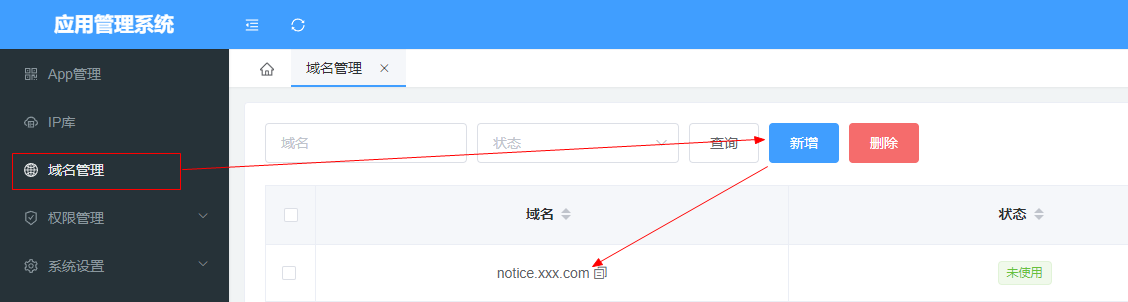 应用管理系统
App管理
IP库
域名管理
权限管理
系统设置
域名管理
域名 状态 查询 新增 删除
域名 状态
notice.xxx.com 未使用